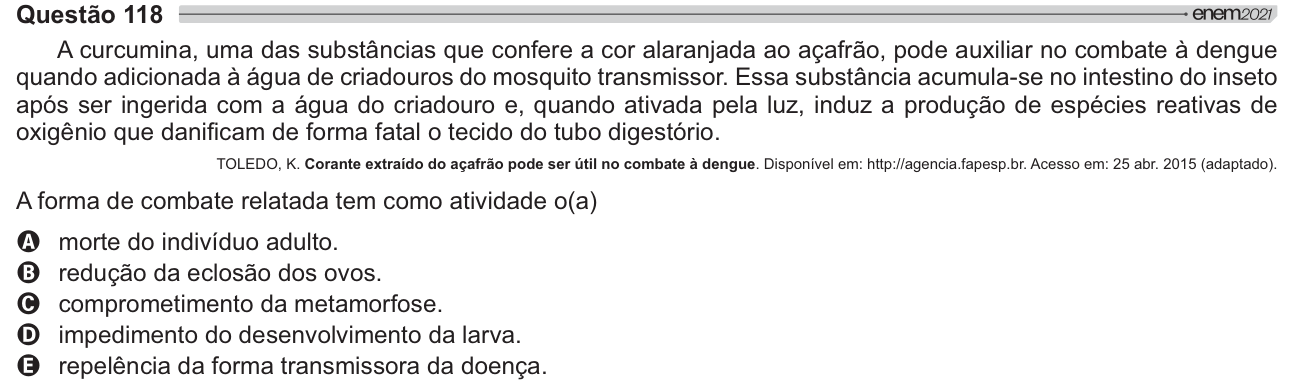 Questão 118
enem2021
A curcumina, uma das substâncias que confere a cor alaranjada ao açafrão, pode auxiliar no combate à dengue
quando adicionada à água de criadouros do mosquito transmissor. Essa substância acumula-se no intestino do inseto
após ser ingerida com a água do criadouro e, quando ativada pela luz, induz a produção de espécies reativas de
oxigênio que danificam de forma fatal o tecido do tubo digestório.
TOLEDO, K. Corante extraído do açafrão pode ser útil no combate à dengue. Disponível em: http://agencia.fapesp.br. Acesso em: 25 abr. 2015 (adaptado).
A forma de combate relatada tem como atividade o(a)
A morte do indivíduo adulto.
B redução da eclosão dos ovos.
C comprometimento da metamorfose.
D impedimento do desenvolvimento da larva.
E repelência da forma transmissora da doença.